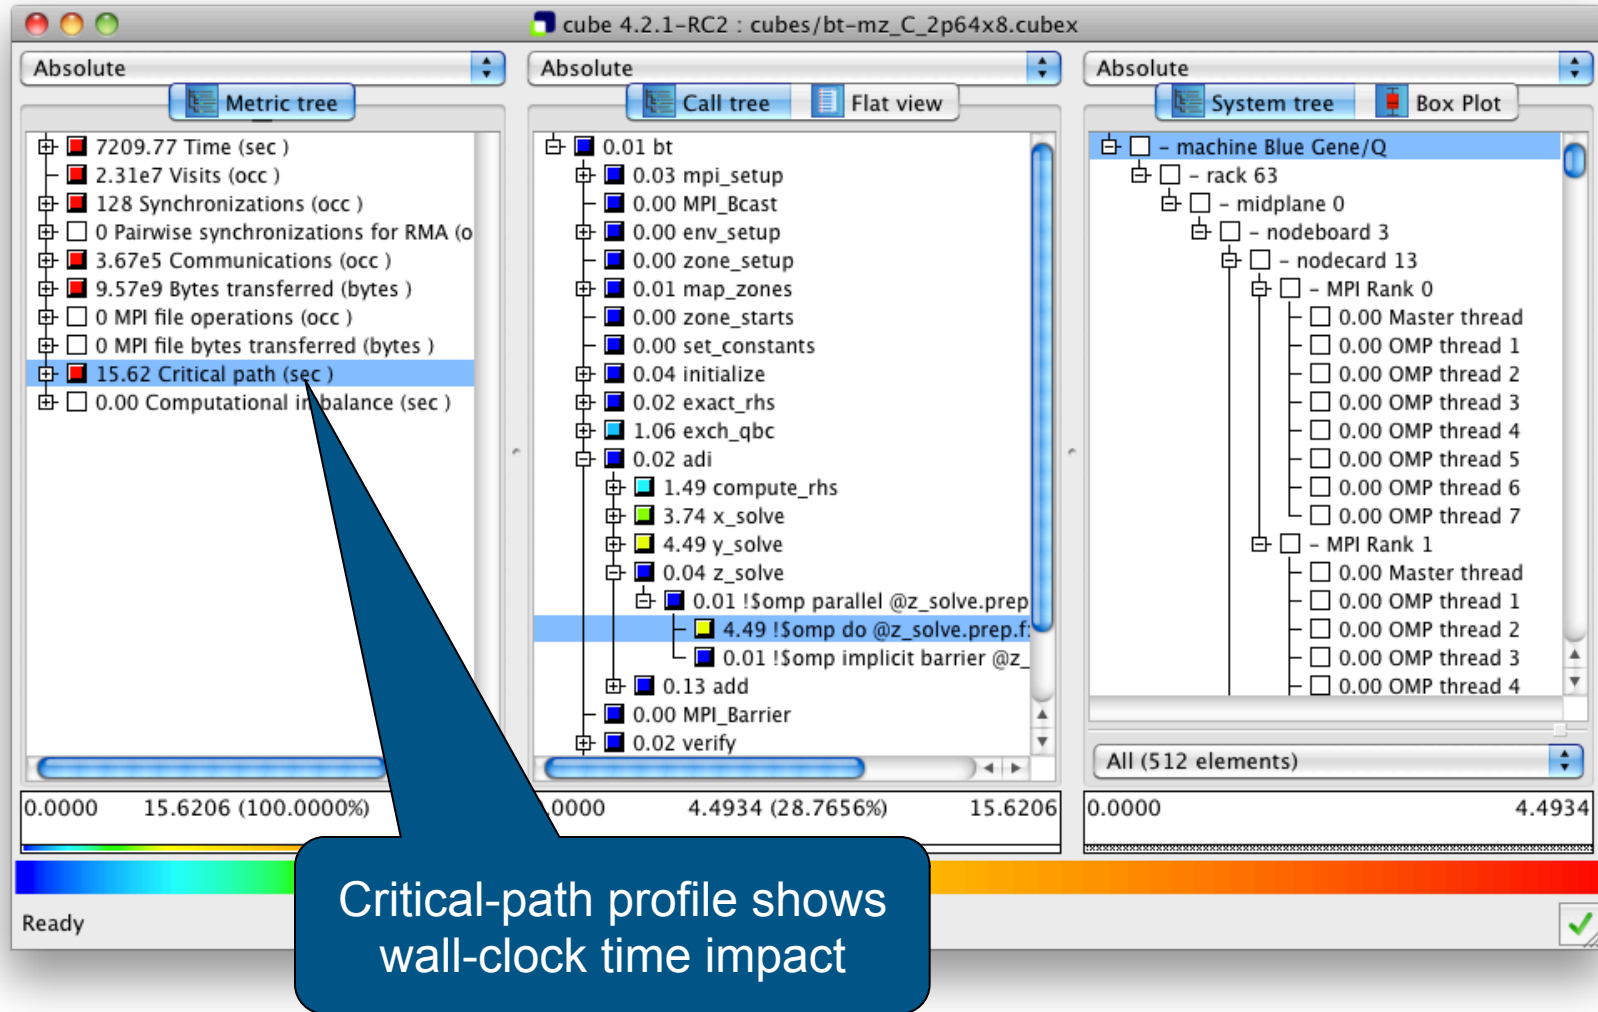 cube 4.2.1-RC2 : cubes/bt-mz_C_2p64x8.cubex
Absolute
Metric tree
7209.77 Time (sec )
2.31e7 Visits (occ )
128 Synchronizations (occ )
0 Pairwise synchronizations for RMA (o
3.67e5 Communications (occ )
9.57e9 Bytes transferred (bytes )
0 MPI file operations (occ )
0 MPI file bytes transferred (bytes )
15.62 Critical path (sec )
0.00 Computational imbalance (sec )
0.0000 15.6206 (100.0000%)
Absolute
Call tree Flat view
0.01 bt
0.03 mpi_setup
0.00 MPI_Bcast
0.00 env_setup
0.00 zone_setup
0.01 map_zones
0.00 zone_starts
0.00 set_constants
0.04 initialize
0.02 exact_rhs
1.06 exch_qbc
0.02 adi
1.49 compute_rhs
3.74 x_solve
4.49 y_solve
0.04 z_solve
0.01 !$omp parallel @z_solve.prep
4.49 !$omp do @z_solve.prep.f:
0.01 !$omp implicit barrier @z_
0.13 add
0.00 MPI_Barrier
0.02 verify
.0000 4.4934 (28.7656%) 15.6206
Absolute
System tree Box Plot
- machine Blue Gene/Q
- rack 63
- midplane 0
- nodeboard 3
- nodecard 13
- MPI Rank 0
0.00 Master thread
0.00 OMP thread 1
0.00 OMP thread 2
0.00 OMP thread 3
0.00 OMP thread 4
0.00 OMP thread 5
0.00 OMP thread 6
0.00 OMP thread 7
- MPI Rank 1
0.00 Master thread
0.00 OMP thread 1
0.00 OMP thread 2
0.00 OMP thread 3
0.00 OMP thread 4
All (512 elements)
0.0000 4.4934
Ready
Critical-path profile shows
wall-clock time impact